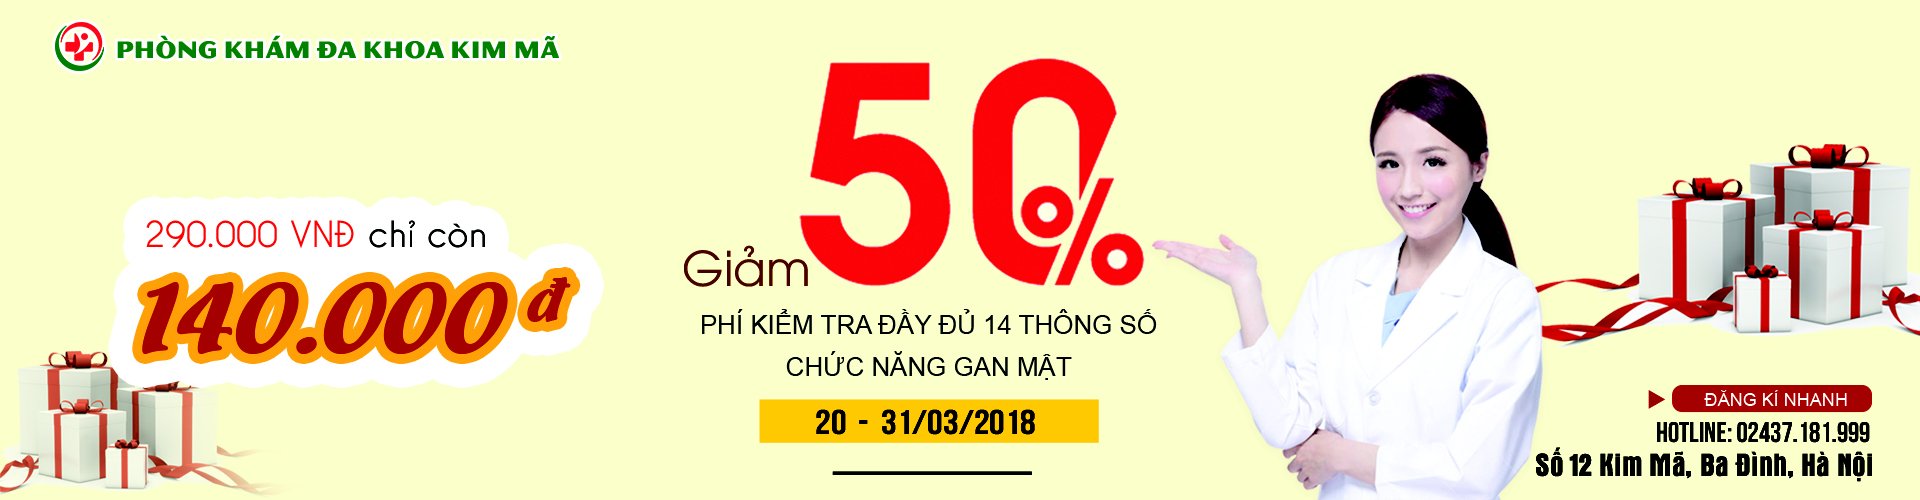 PHÒNG KHÁM ĐA KHOA KIM MÃ
290.000 VNĐ chỉ còn
140.000 đ
Giảm 50%
PHÍ KIỂM TRA ĐẦY ĐỦ 14 THÔNG SỐ
CHỨC NĂNG GAN MẬT
20 - 31/03/2018
ĐĂNG KÍ NHANH
HOTLINE: 02437.181.999
Số 12 Kim Mã, Ba Đình, Hà Nội